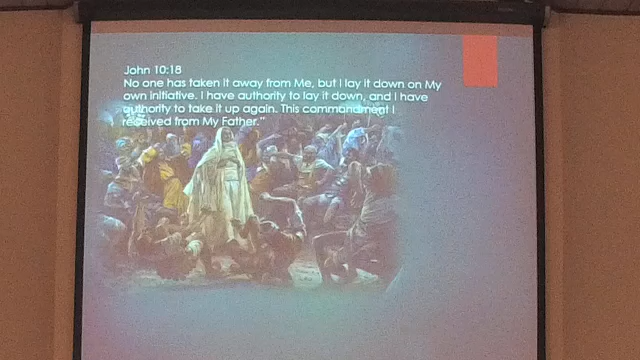 John 10:18
No one has taken it away from Me, but I lay it down on My
own initiative. I have authority to lay it down, and I have
authority to take it up again. This commandment I
received from My Father."